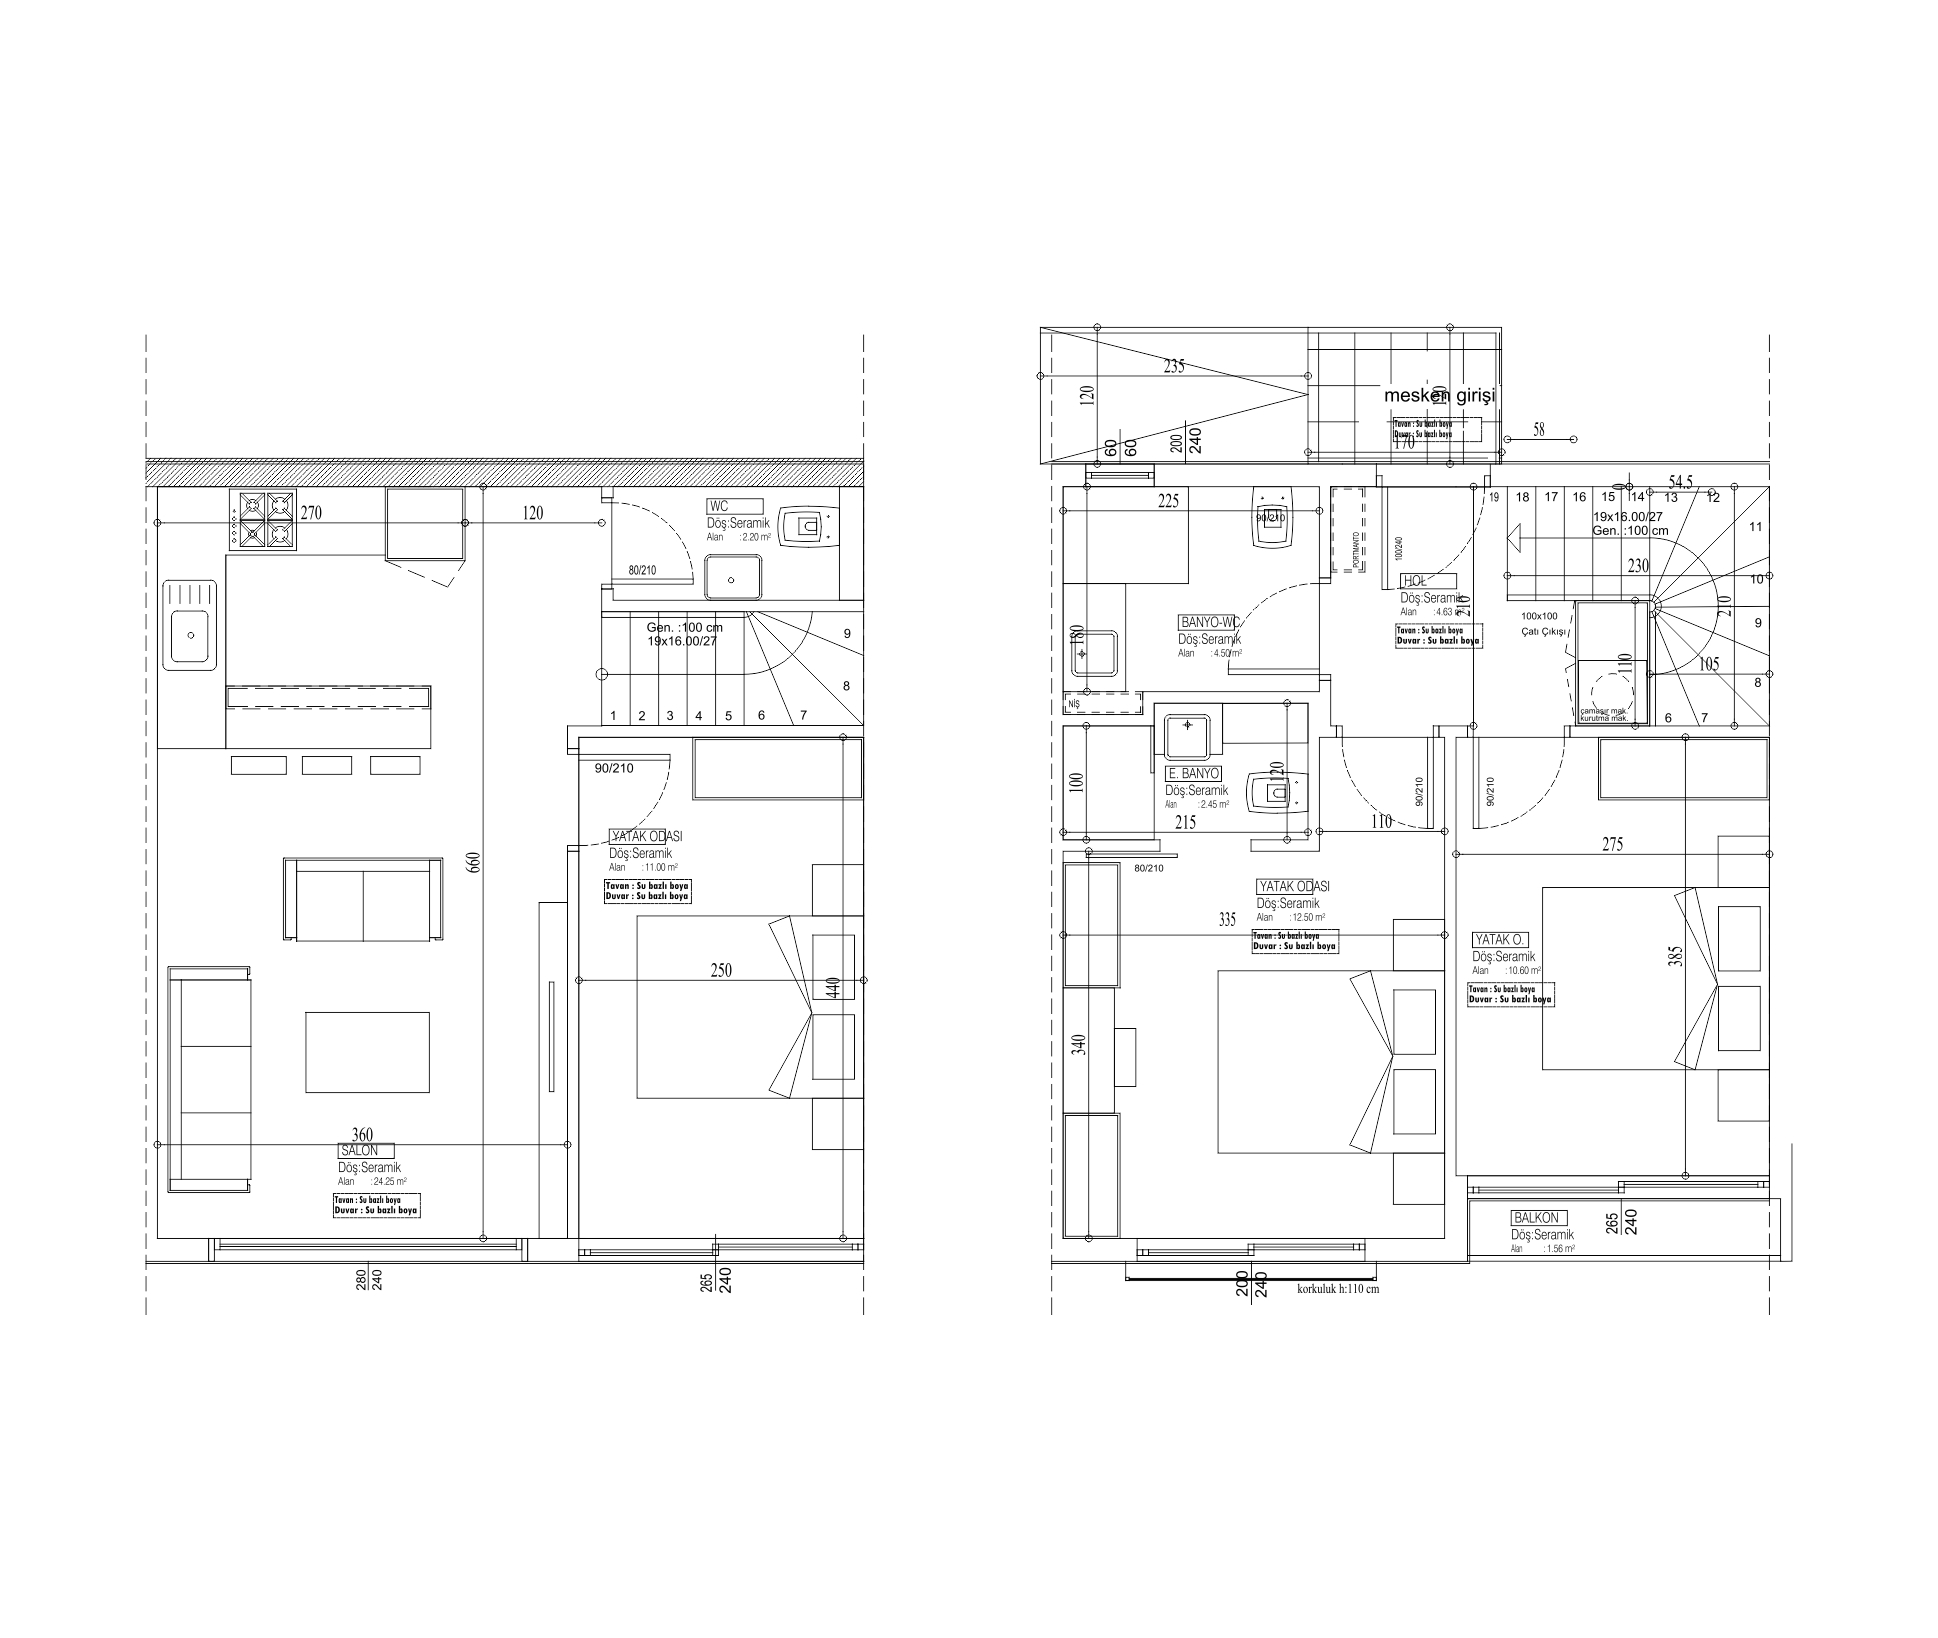 270
120
WC
Döş:Seramik
Alan : 2.20 m²
80/210
Gen. :100 cm
19x16.00/27
1
2
3
4
5
6
7
8
9
90/210
YATAK ODASI
Döş:Seramik
Alan : 11.00 m²
Tavan : Su bazlı boya
Duvar : Su bazlı boya
660
250
440
360
SALON
Döş:Seramik
Alan : 24.25 m²
Tavan : Su bazlı boya
Duvar : Su bazlı boya
280
240
265
240
235
120
mesken girişi
Tavan : Su bazlı boya
Duvar : Su bazlı boya
170
58
60
60
200
240
225
90/210
PORTMANTO
100/240
19
18
17
16
15
14
13
12
54.5
19x16.00/27
Gen. :100 cm
11
10
9
8
7
6
230
210
HOL
Döş:Seramik
Alan : 4.63 m²
210
Tavan : Su bazlı boya
Duvar : Su bazlı boya
100x100
Çatı Çıkışı
110
105
çamaşır mak.
kurutma mak.
BANYO-WC
Döş:Seramik
Alan : 4.50 m²
180
NİŞ
E. BANYO
Döş:Seramik
Alan : 2.45 m²
100
120
215
110
90/210
90/210
275
80/210
YATAK ODASI
Döş:Seramik
Alan : 12.50 m²
335
Tavan : Su bazlı boya
Duvar : Su bazlı boya
YATAK O.
Döş:Seramik
Alan : 10.60 m²
Tavan : Su bazlı boya
Duvar : Su bazlı boya
385
340
BALKON
Döş:Seramik
Alan : 1.56 m²
265
240
200
240
korkuluk h:110 cm